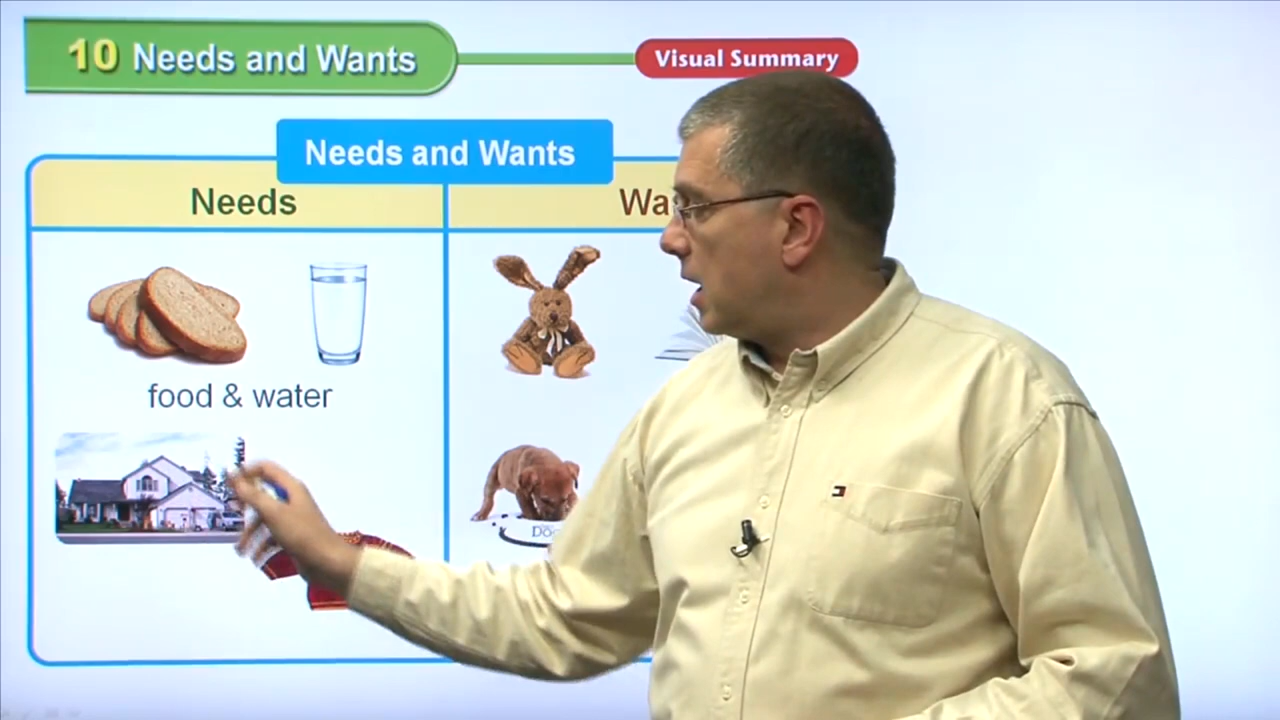 10 Needs and Wants
Visual Summary
Needs and Wants
Needs
food & water